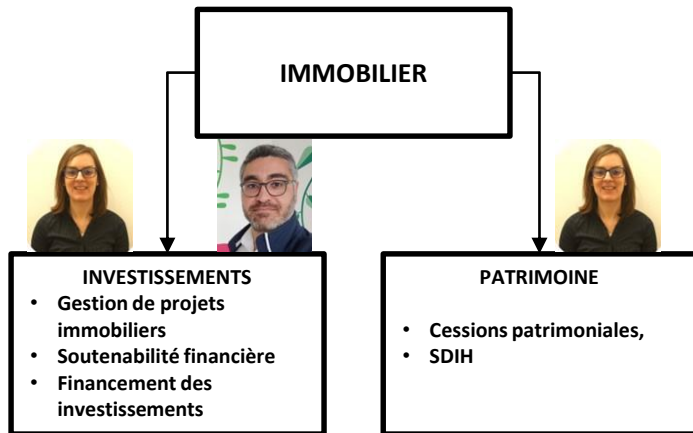 IMMOBILIER
INVESTISSEMENTS
• Gestion de projets
immobiliers
• Soutenabilité financière
• Financement des
investissements
PATRIMOINE
• Cessions patrimoniales,
• SDIH